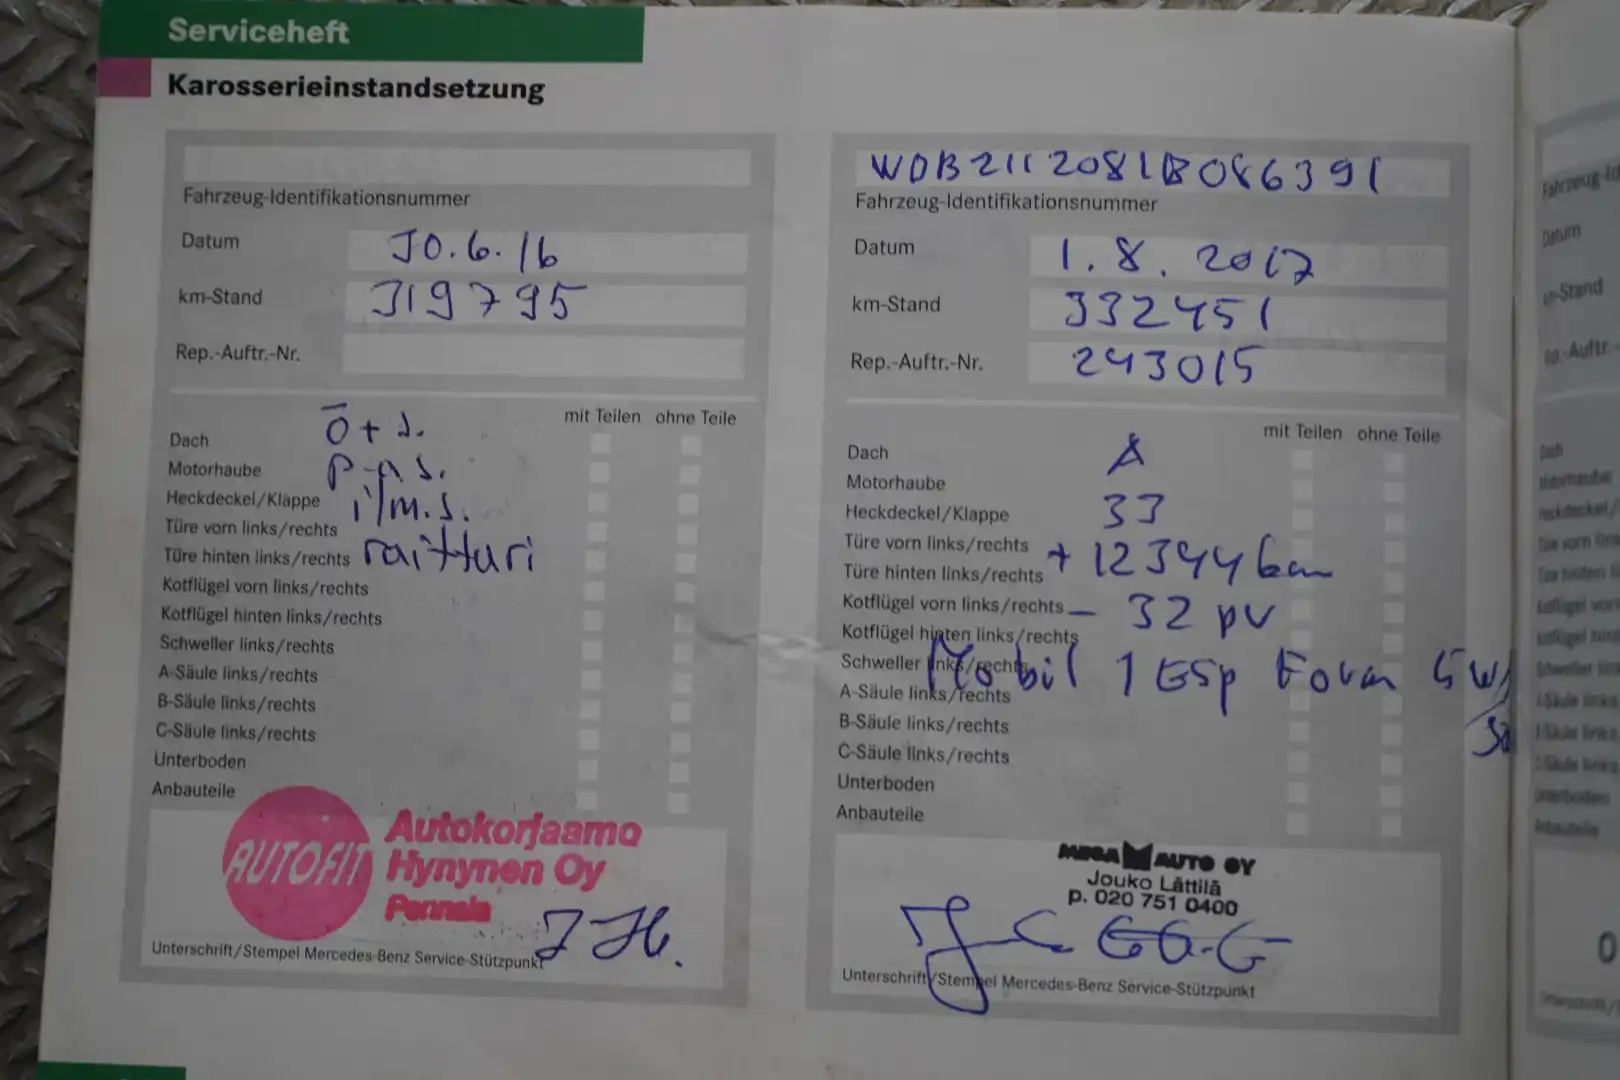 Serviceheft
Karosserieinstandsetzung
Fahrzeug-Identifikationsnummer
Datum 30.6.16
km-Stand 319795
Rep.-Auftr.-Nr.
mit Teilen ohne Teile
ö+s.
Dach
p-as.
Motorhaube
i/m.s.
Heckdeckel/Klappe
Türe vorn links/rechts
raitturi
Türe hinten links/rechts
Kotflügel vorn links/rechts
Kotflügel hinten links/rechts
Schweller links/rechts
A-Säule links/rechts
B-Säule links/rechts
C-Säule links/rechts
Unterboden
Anbauteile
AUTOFIT
Autokorjaamo
Hynynen Oy
Pennala
Unterschrift/Stempel Mercedes-Benz Service-Stützpunkt
WDB2112081B086391
Fahrzeug-Identifikationsnummer
Datum 1.8.2017
km-Stand 332451
Rep.-Auftr.-Nr. 243015
mit Teilen ohne Teile
A
Dach
Motorhaube
33
Heckdeckel/Klappe
Türe vorn links/rechts
+ 12344 km
Türe hinten links/rechts
Kotflügel vorn links/rechts
- 32 pv
Kotflügel hinten links/rechts
Schweller links/rechts
Mobil 1 ESP Form 5W/
A-Säule links/rechts
B-Säule links/rechts
C-Säule links/rechts
Unterboden
Anbauteile
MEGA AUTO OY
Jouko Lättilä
p. 020 751 0400
Unterschrift/Stempel Mercedes-Benz Service-Stützpunkt